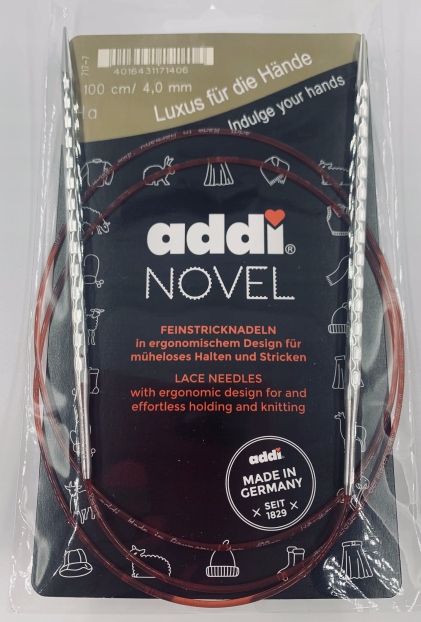 717-7
4016431171406
100 cm/ 4,0 mm
Luxus für die Hände
Indulge your hands
addi®
NOVEL
FEINSTRICKNADELN
in ergonomischem Design für
müheloses Halten und Stricken
LACE NEEDLES
with ergonomic design for and
effortless holding and knitting
addi
MADE IN
GERMANY
SEIT
1829